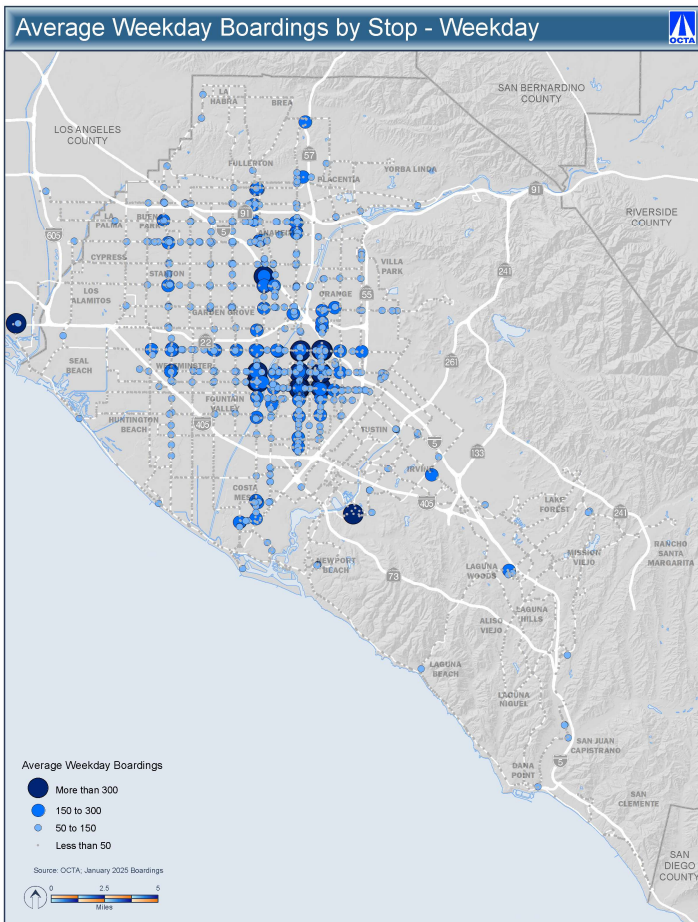 Average Weekday Boardings by Stop - Weekday
OCTA
LA
HABRA
BREA
SAN BERNARDINO
COUNTY
LOS ANGELES
COUNTY
57
FULLERTON
PLACENTIA
YORBA LINDA
91
RIVERSIDE
COUNTY
LA
PALMA
BUENA
PARK
91
5
ANAHEIM
605
CYPRESS
STANTON
VILLA
PARK
241
LOS
ALAMITOS
ORANGE
55
GARDEN GROVE
22
SEAL
BEACH
WESTMINSTER
261
FOUNTAIN
VALLEY
HUNTINGTON
BEACH
405
TUSTIN
5
133
IRVINE
COSTA
MESA
405
LAKE
FOREST
241
NEWPORT
BEACH
73
LAGUNA
WOODS
MISSION
VIEJO
RANCHO
SANTA
MARGARITA
ALISO
VIEJO
LAGUNA
HILLS
LAGUNA
BEACH
LAGUNA
NIGUEL
SAN JUAN
CAPISTRANO
DANA
POINT
5
SAN
CLEMENTE
SAN
DIEGO
COUNTY
Average Weekday Boardings
More than 300
150 to 300
50 to 150
Less than 50
Source: OCTA; January 2025 Boardings
0 2.5 5
Miles